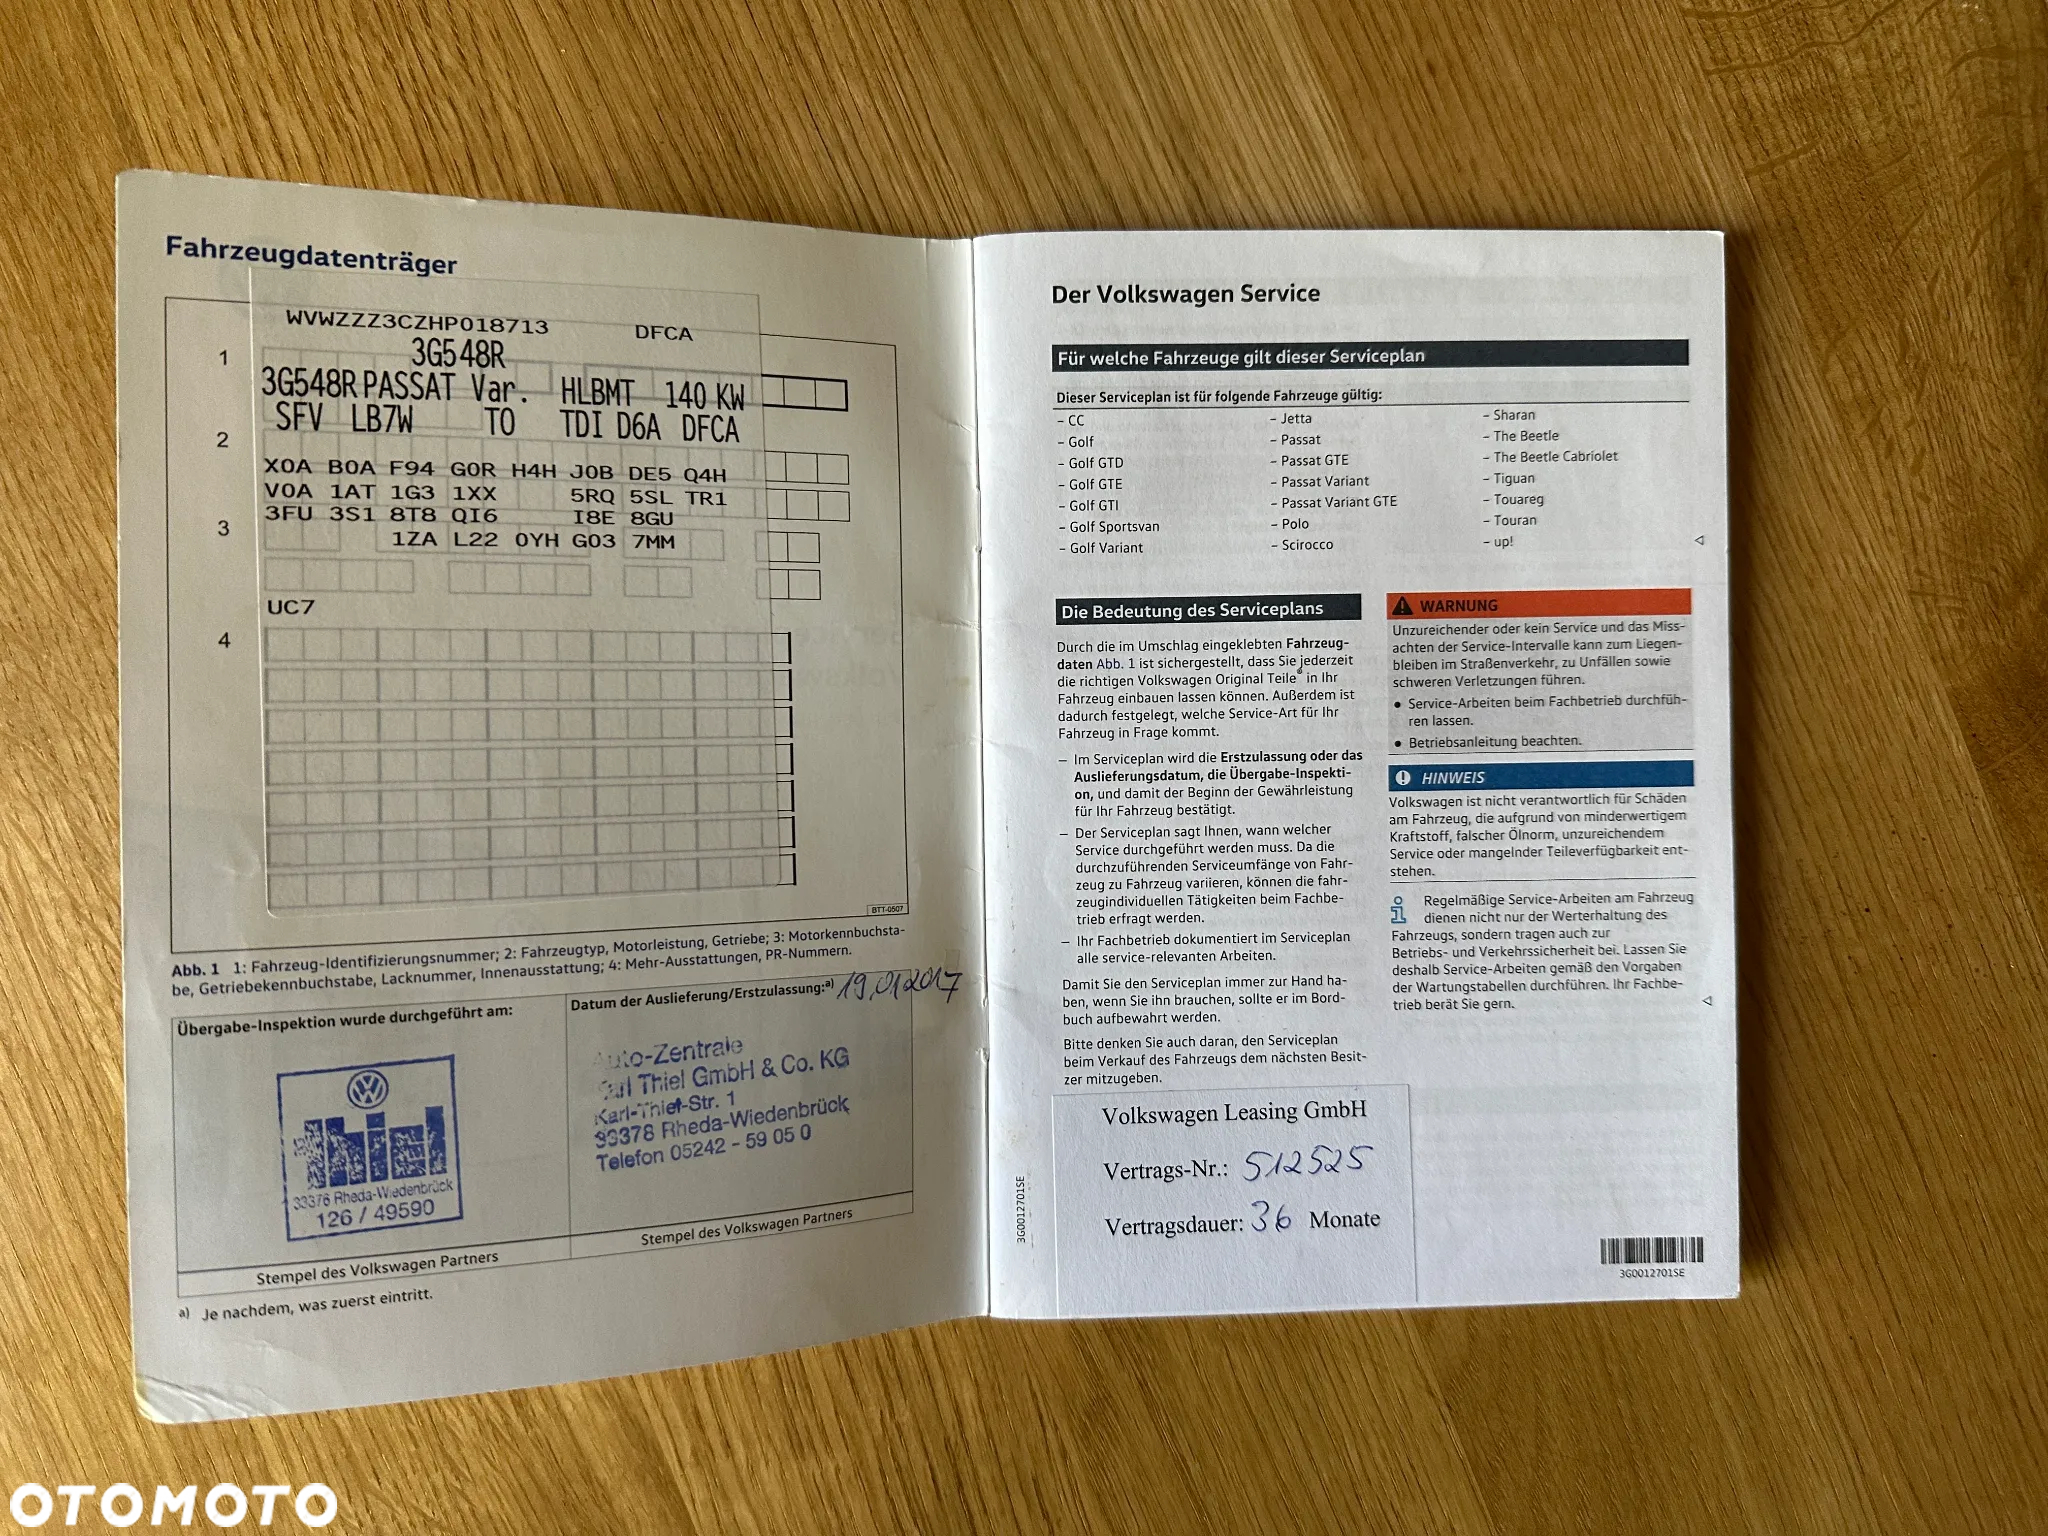 Fahrzeugdatenträger
WVWZZZ3CZHP018713 DFCA
3G548R
3G548R PASSAT Var. HLBMT 140 KW
SFV LB7W TO TDI D6A DFCA
X0A B0A F94 G0R H4H J0B DE5 Q4H
V0A 1AT 1G3 1XX 5RQ 5SL TR1
3FU 3S1 8T8 QI6 I8E 8GU
1ZA L22 0YH G03 7MM
UC7
1
2
3
4
BTT-0507
Abb. 1 1: Fahrzeug-Identifizierungsnummer; 2: Fahrzeugtyp, Motorleistung, Getriebe; 3: Motorkennbuchsta-
be, Getriebekennbuchstabe, Lacknummer, Innenausstattung; 4: Mehr-Ausstattungen, PR-Nummern.
Übergabe-Inspektion wurde durchgeführt am:
thiel
33378 Rheda-Wiedenbrück
126 / 49590
Stempel des Volkswagen Partners
Datum der Auslieferung/Erstzulassung:a) 19.01.2017
Auto-Zentrale
Karl Thiel GmbH & Co. KG
Karl-Thiel-Str. 1
33378 Rheda-Wiedenbrück
Telefon 05242 - 59 05 0
Stempel des Volkswagen Partners
a) Je nachdem, was zuerst eintritt.
Der Volkswagen Service
Für welche Fahrzeuge gilt dieser Serviceplan
Dieser Serviceplan ist für folgende Fahrzeuge gültig:
– CC
– Golf
– Golf GTD
– Golf GTE
– Golf GTI
– Golf Sportsvan
– Golf Variant
– Jetta
– Passat
– Passat GTE
– Passat Variant
– Passat Variant GTE
– Polo
– Scirocco
– Sharan
– The Beetle
– The Beetle Cabriolet
– Tiguan
– Touareg
– Touran
– up!
Die Bedeutung des Serviceplans
Durch die im Umschlag eingeklebten Fahrzeug-
daten Abb. 1 ist sichergestellt, dass Sie jederzeit
die richtigen Volkswagen Original Teile® in Ihr
Fahrzeug einbauen lassen können. Außerdem ist
dadurch festgelegt, welche Service-Art für Ihr
Fahrzeug in Frage kommt.
– Im Serviceplan wird die Erstzulassung oder das
Auslieferungsdatum, die Übergabe-Inspekti-
on, und damit der Beginn der Gewährleistung
für Ihr Fahrzeug bestätigt.
– Der Serviceplan sagt Ihnen, wann welcher
Service durchgeführt werden muss. Da die
durchzuführenden Serviceumfänge von Fahr-
zeug zu Fahrzeug variieren, können die fahr-
zeugindividuellen Tätigkeiten beim Fachbe-
trieb erfragt werden.
– Ihr Fachbetrieb dokumentiert im Serviceplan
alle service-relevanten Arbeiten.
Damit Sie den Serviceplan immer zur Hand ha-
ben, wenn Sie ihn brauchen, sollte er im Bord-
buch aufbewahrt werden.
Bitte denken Sie auch daran, den Serviceplan
beim Verkauf des Fahrzeugs dem nächsten Besit-
zer mitzugeben.
WARNUNG
Unzureichender oder kein Service und das Miss-
achten der Service-Intervalle kann zum Liegen-
bleiben im Straßenverkehr, zu Unfällen sowie
schweren Verletzungen führen.
● Service-Arbeiten beim Fachbetrieb durchfüh-
ren lassen.
● Betriebsanleitung beachten.
HINWEIS
Volkswagen ist nicht verantwortlich für Schäden
am Fahrzeug, die aufgrund von minderwertigem
Kraftstoff, falscher Ölnorm, unzureichendem
Service oder mangelnder Teileverfügbarkeit ent-
stehen.
Regelmäßige Service-Arbeiten am Fahrzeug
dienen nicht nur der Werterhaltung des
Fahrzeugs, sondern tragen auch zur
Betriebs- und Verkehrssicherheit bei. Lassen Sie
deshalb Service-Arbeiten gemäß den Vorgaben
der Wartungstabellen durchführen. Ihr Fachbe-
trieb berät Sie gern.
Volkswagen Leasing GmbH
Vertrags-Nr.: 512525
Vertragsdauer: 36 Monate
3G0012701SE
3G0012701SE
OTOMOTO